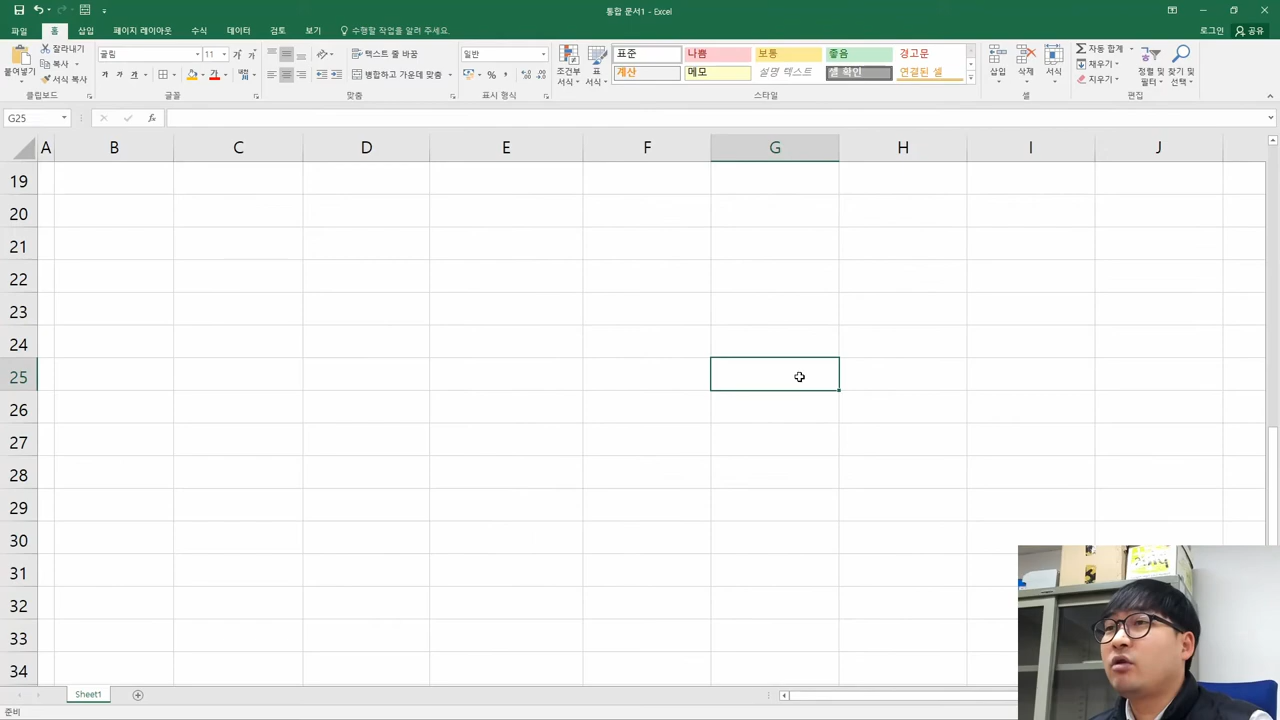 통합 문서1 - Excel
파일 홈 삽입 페이지 레이아웃 수식 데이터 검토 보기 수행할 작업을 알려 주세요. 로그인 공유
붙여넣기 잘라내기 복사 서식 복사
굴림 11 가 가
텍스트 줄 바꿈
병합하고 가운데 맞춤
일반
조건부 서식 표 서식
표준 나쁨 보통 좋음 경고문
계산 메모 설명 텍스트 셀 확인 연결된 셀
삽입 삭제 서식
자동 합계 채우기 지우기
정렬 및 필터 찾기 및 선택
클립보드 글꼴 맞춤 표시 형식 스타일 셀 편집
G25 fx
A B C D E F G H I J
19
20
21
22
23
24
25
26
27
28
29
30
31
32
33
34
Sheet1
준비